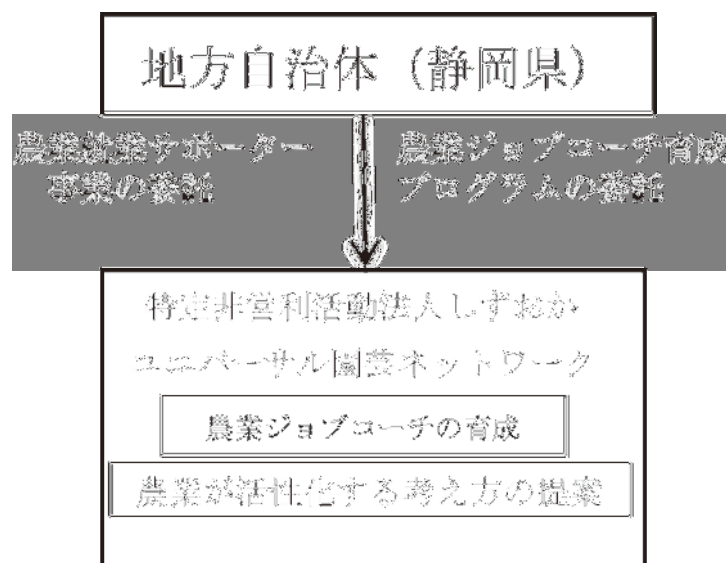 地方自治体（静岡県）
農業就業サポーター
事業の委託
農業ジョブコーチ育成
プログラムの委託
特定非営利活動法人しずおか
ユニバーサル園芸ネットワーク
農業ジョブコーチの育成
農業が活性化する考え方の提案